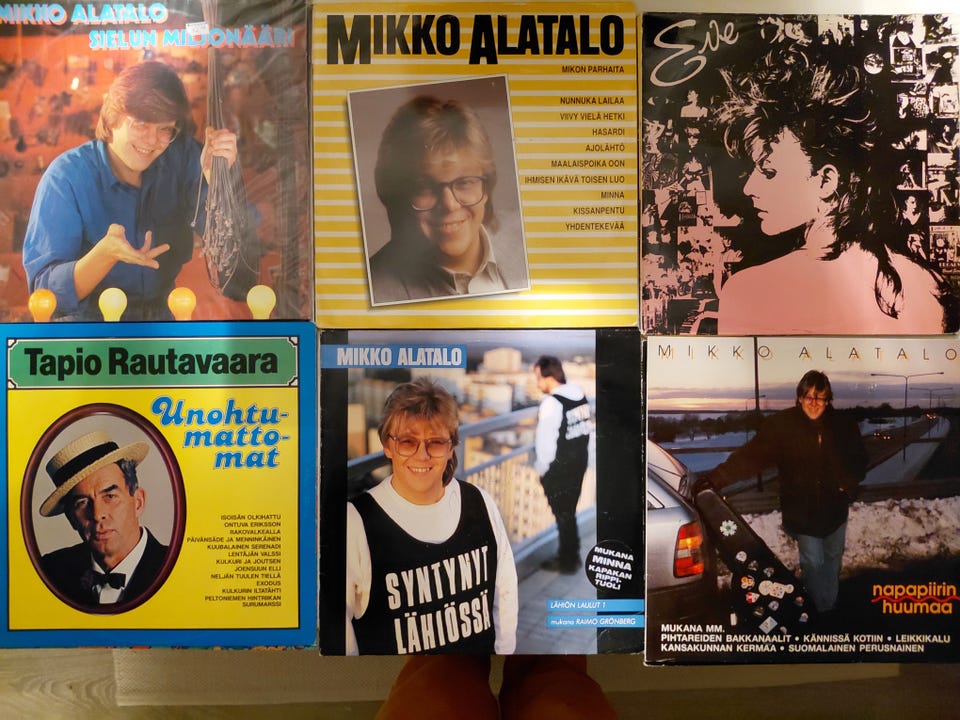 MIKKO ALATALO
SIELUN MILJONÄÄRI
MIKKO ALATALO
MIKON PARHAITA
NUNNUKA LAILAA
VIIVY VIELÄ HETKI
HASARDI
AJOLÄHTÖ
MAALAISPOIKA OON
IHMISEN IKÄVÄ TOISEN LUO
MINNA
KISSANPENTU
YHDENTEKEVÄÄ
Eve
Tapio Rautavaara
Unohtu-
matto-
mat
ISOISÄN OLKIHATTU
ONTUVA ERIKSSON
RAKOVALKEALLA
PÄIVÄNSÄDE JA MENNINKÄINEN
KUUBALAINEN SERENADI
LENTÄJÄN VALSSI
KULKURI JA JOUTSEN
JOENSUUN ELLI
NELJÄN TUULEN TIELLÄ
EXODUS
KULKURIN ILTATÄHTI
PELTONIEMEN HINTRIIKAN
SURUMARSSI
MIKKO ALATALO
SYNTYNYT
LÄHIÖSSÄ
SYNTYNYT
LÄHIÖSSÄ
MUKANA
MINNA
KAPAKAN
RIPPI-
TUOLI
LÄHIÖN LAULUT 1
mukana RAIMO GRÖNBERG
MIKKO ALATALO
napapiirin
huumaa
MUKANA MM.
PIHTAREIDEN BAKKANAALIT • KÄNNISSÄ KOTIIN • LEIKKIKALU
KANSAKUNNAN KERMAA • SUOMALAINEN PERUSNAINEN